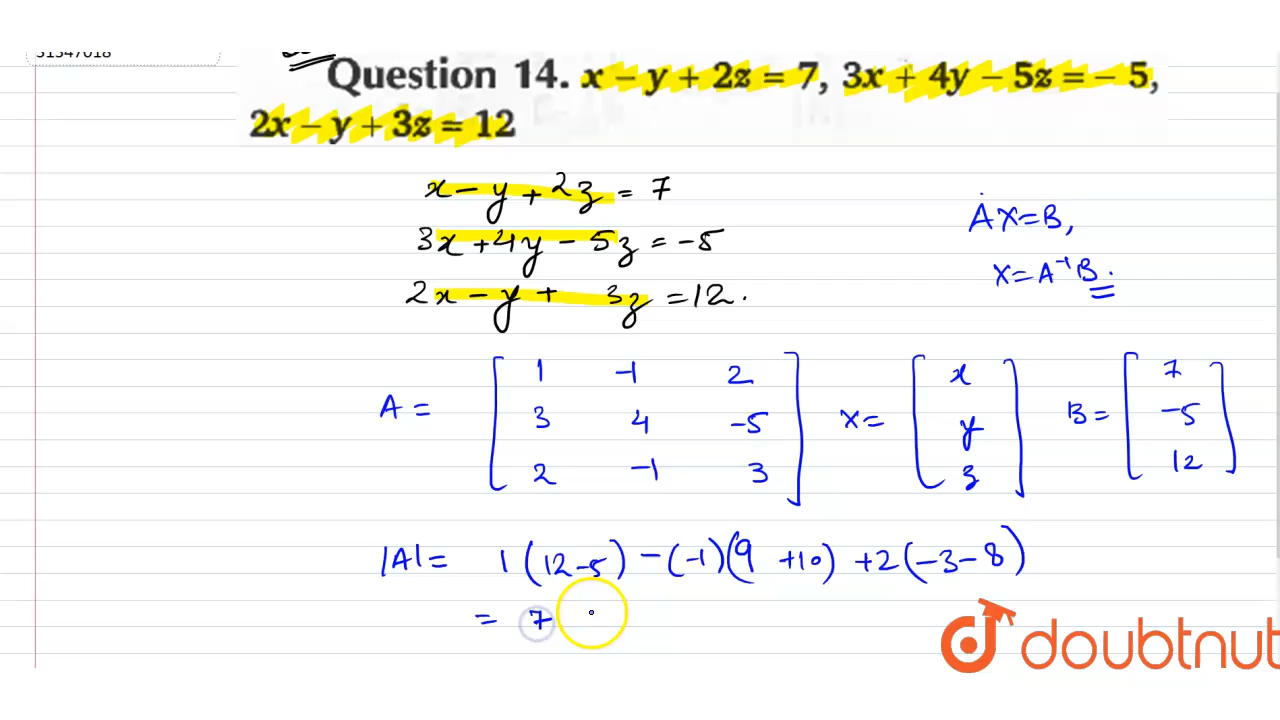 Question 14. x − y + 2z = 7, 3x + 4y − 5z = − 5,
2x − y + 3z = 12
x − y + 2z = 7
3x + 4y − 5z = −5
2x − y + 3z = 12.
AX = B,
X = A⁻¹B.
A = [1 −1 2
3 4 −5
2 −1 3] X = [x
y
z] B = [7
−5
12]
|A| = 1(12−5) − (−1)(9 +10) + 2(−3−8)
= 7
doubtnut